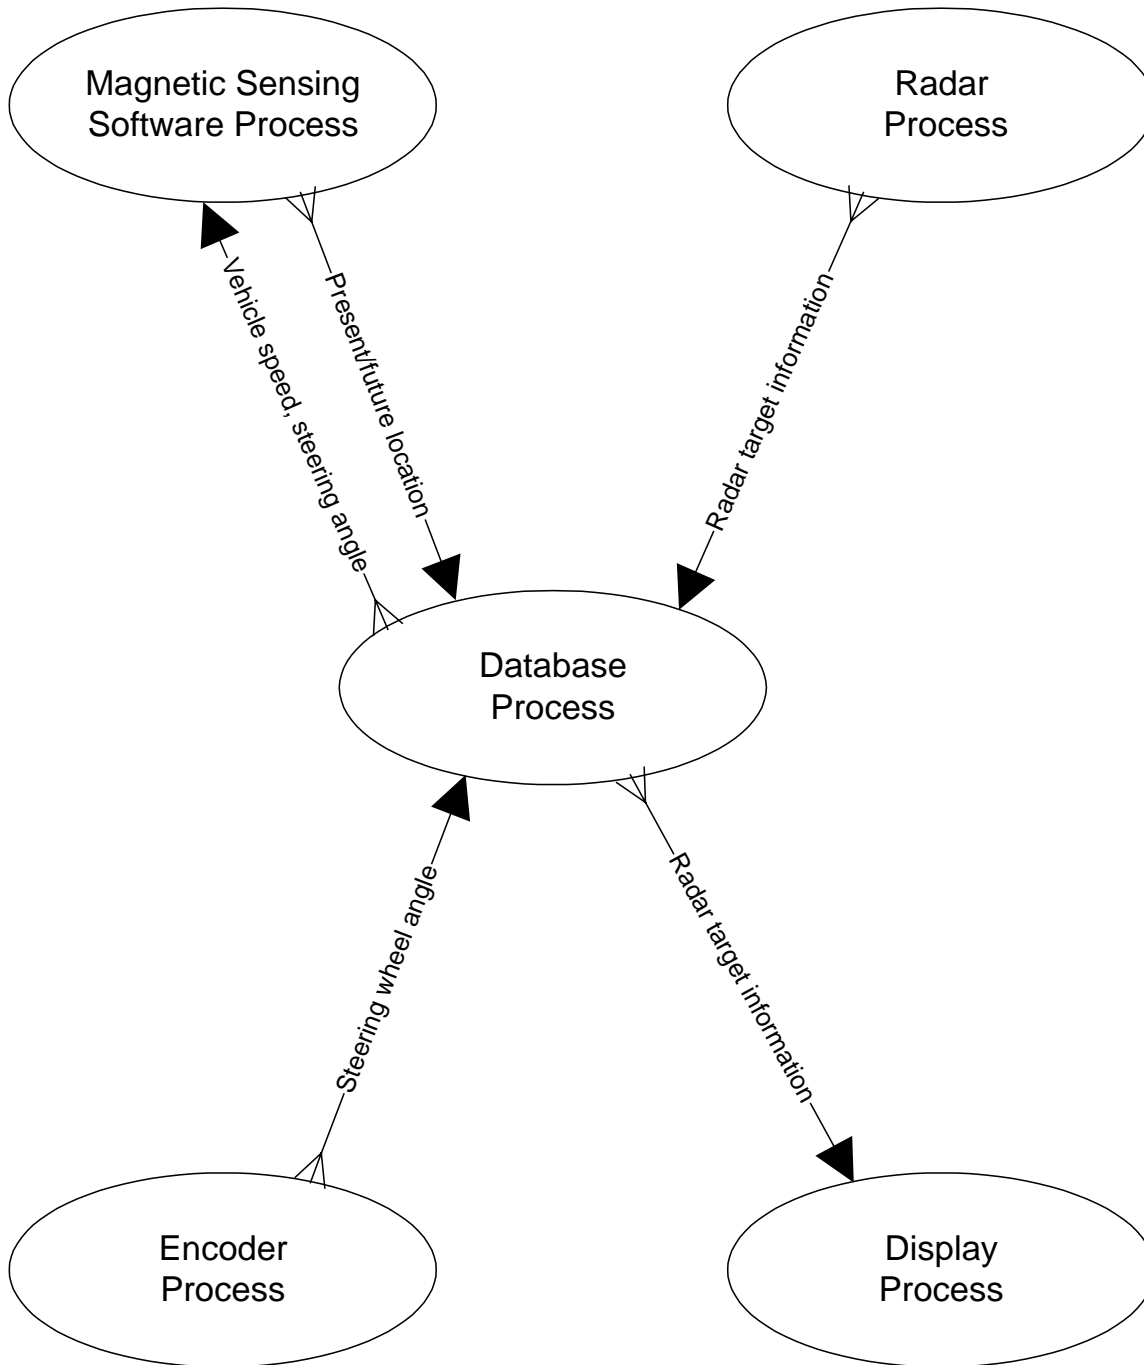 Magnetic Sensing
Software Process
Radar
Process
Vehicle speed, steering angle
Present/future location
Radar target information
Database
Process
Steering wheel angle
Radar target information
Encoder
Process
Display
Process